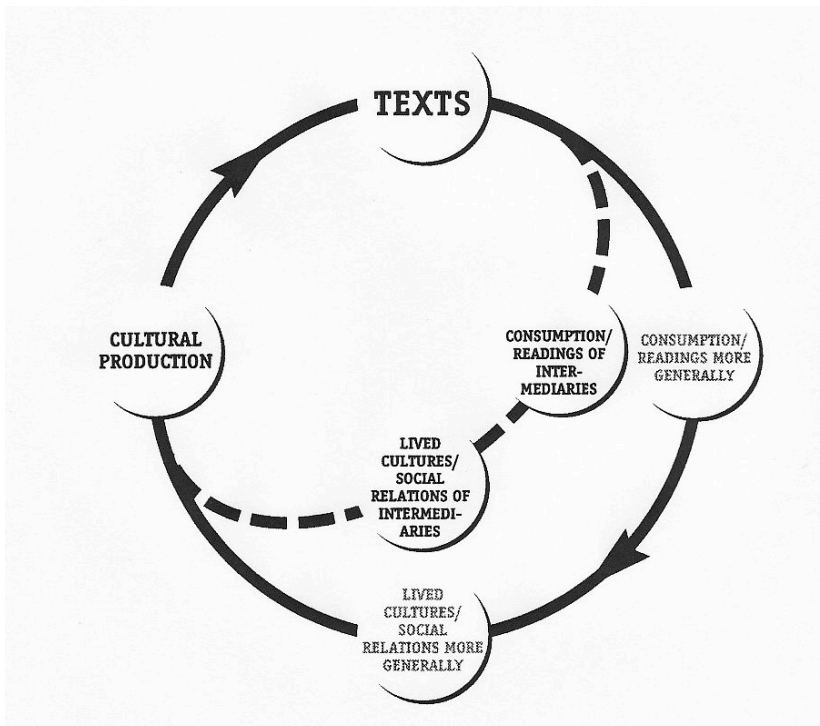 TEXTS
CULTURAL
PRODUCTION
CONSUMPTION/
READINGS OF
INTER-
MEDIARIES
CONSUMPTION/
READINGS MORE
GENERALLY
LIVED
CULTURES/
SOCIAL
RELATIONS OF
INTERMEDI-
ARIES
LIVED
CULTURES/
SOCIAL
RELATIONS MORE
GENERALLY